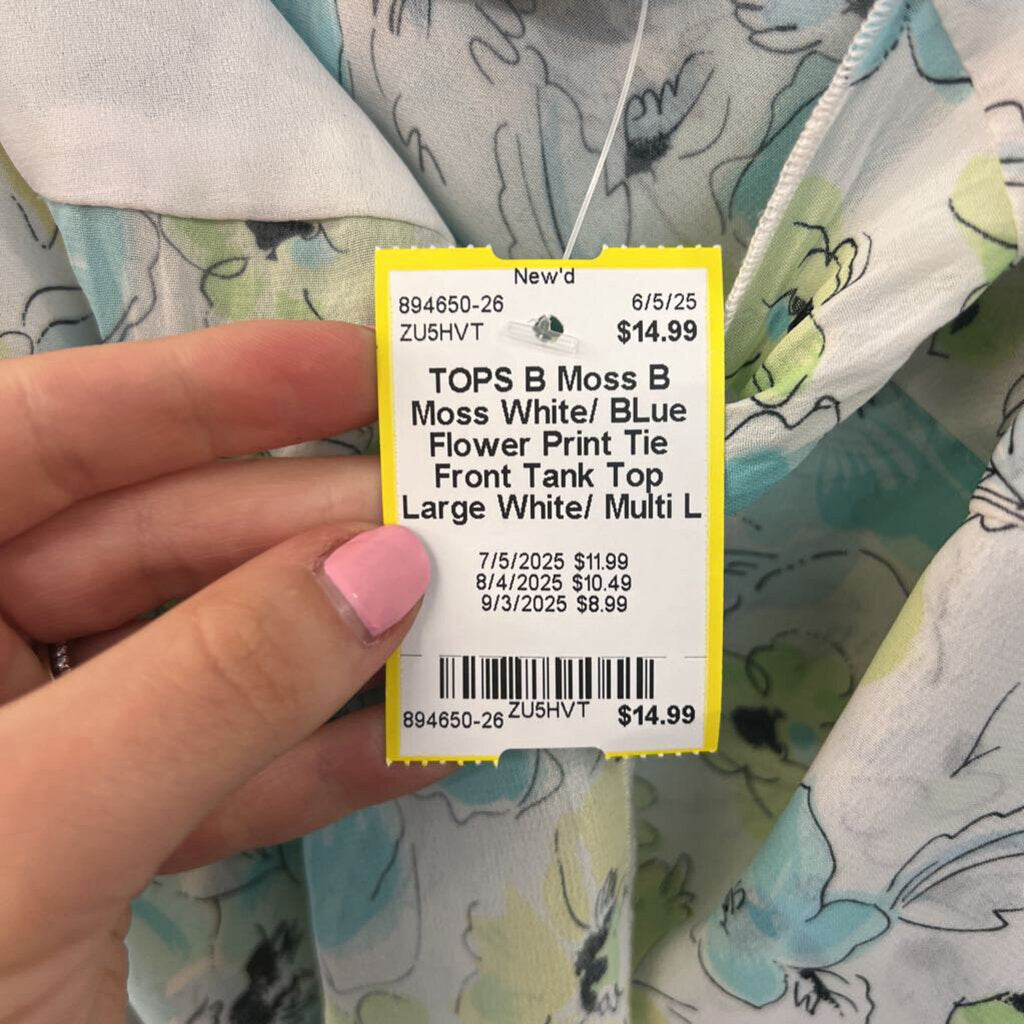 New'd
894650-26 6/5/25
ZU5HVT $14.99
TOPS B Moss B
Moss White/ BLue
Flower Print Tie
Front Tank Top
Large White/ Multi L
7/5/2025 $11.99
8/4/2025 $10.49
9/3/2025 $8.99
894650-26 ZU5HVT $14.99